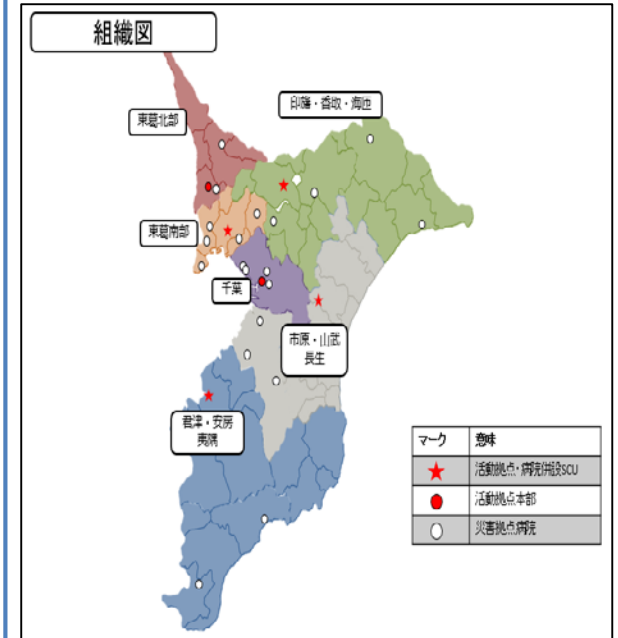 組織図
印旛・香取・海匝
東葛北部
東葛南部
千葉
市原・山武
長生
君津・安房
夷隅
マーク 意味
活動拠点・病院併設SCU
活動拠点本部
災害拠点病院